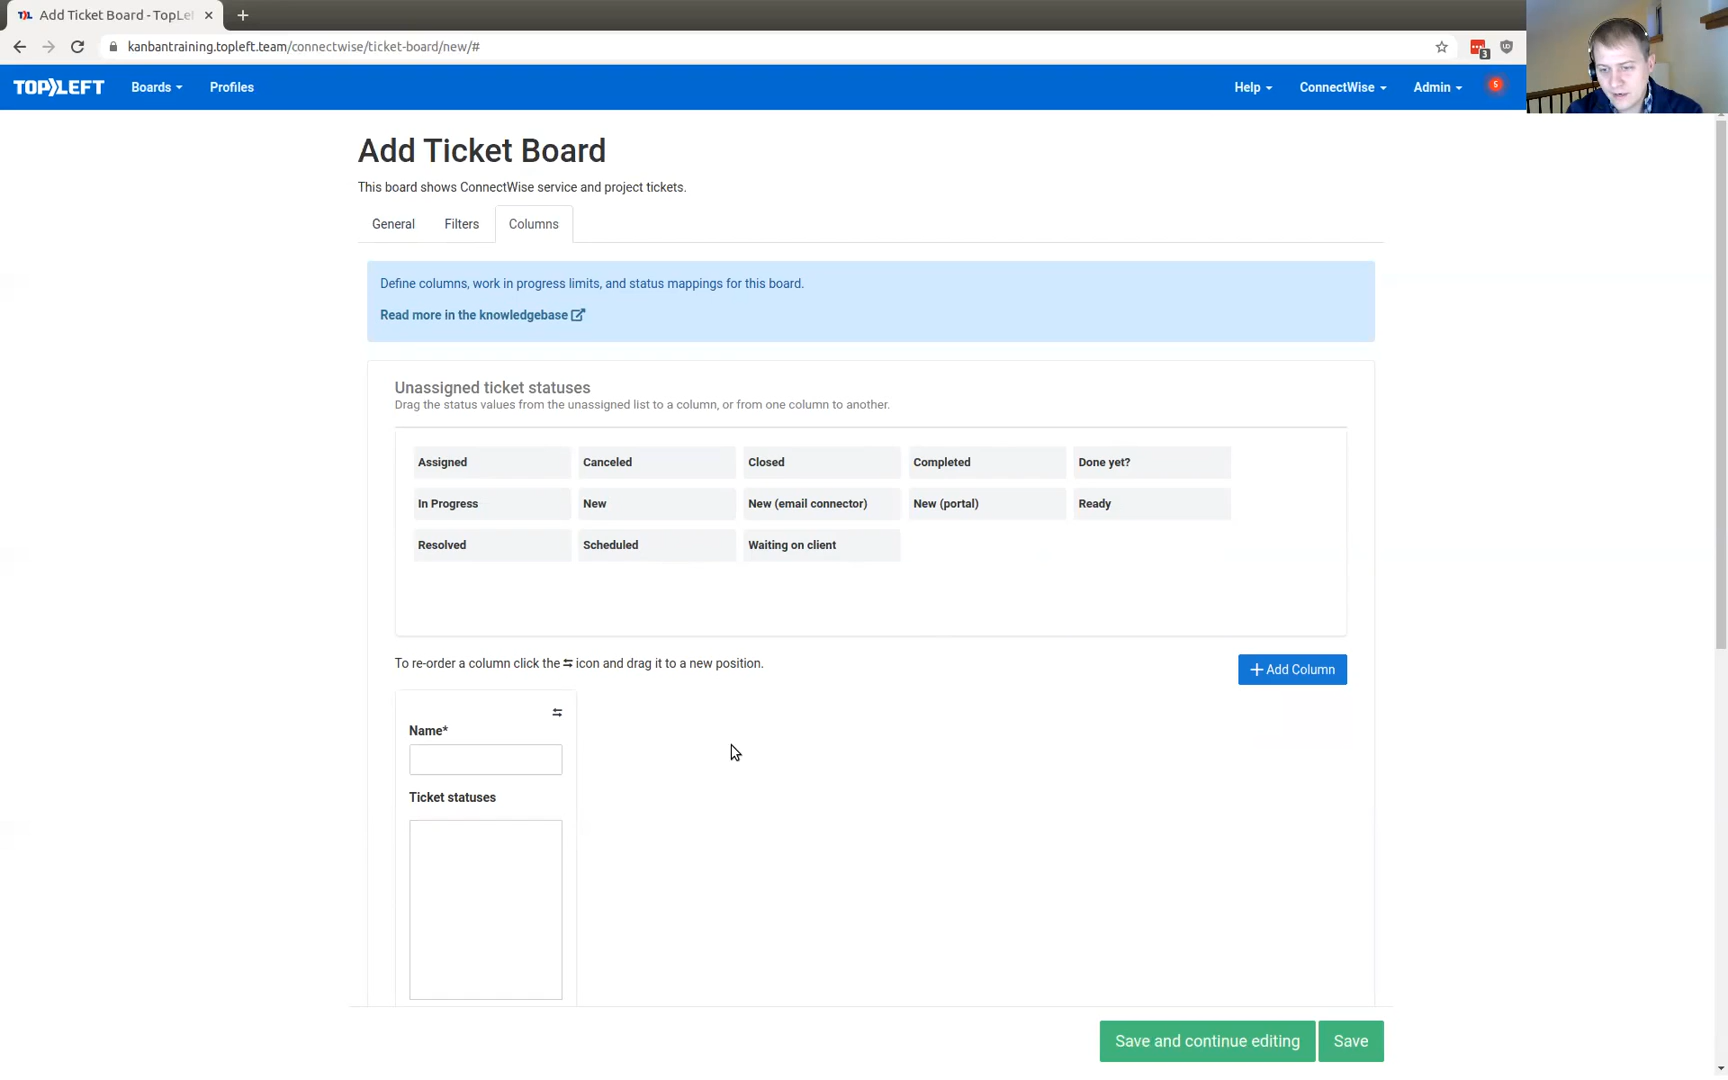 Add Ticket Board - TopLe
kanbantraining.topleft.team/connectwise/ticket-board/new/#
3
TOP LEFT
Boards
Profiles
Help
ConnectWise
Admin
5
Add Ticket Board
This board shows ConnectWise service and project tickets.
General
Filters
Columns
Define columns, work in progress limits, and status mappings for this board.
Read more in the knowledgebase
Unassigned ticket statuses
Drag the status values from the unassigned list to a column, or from one column to another.
Assigned
Canceled
Closed
Completed
Done yet?
In Progress
New
New (email connector)
New (portal)
Ready
Resolved
Scheduled
Waiting on client
To re-order a column click the icon and drag it to a new position.
Add Column
Name*
Ticket statuses
Save and continue editing
Save